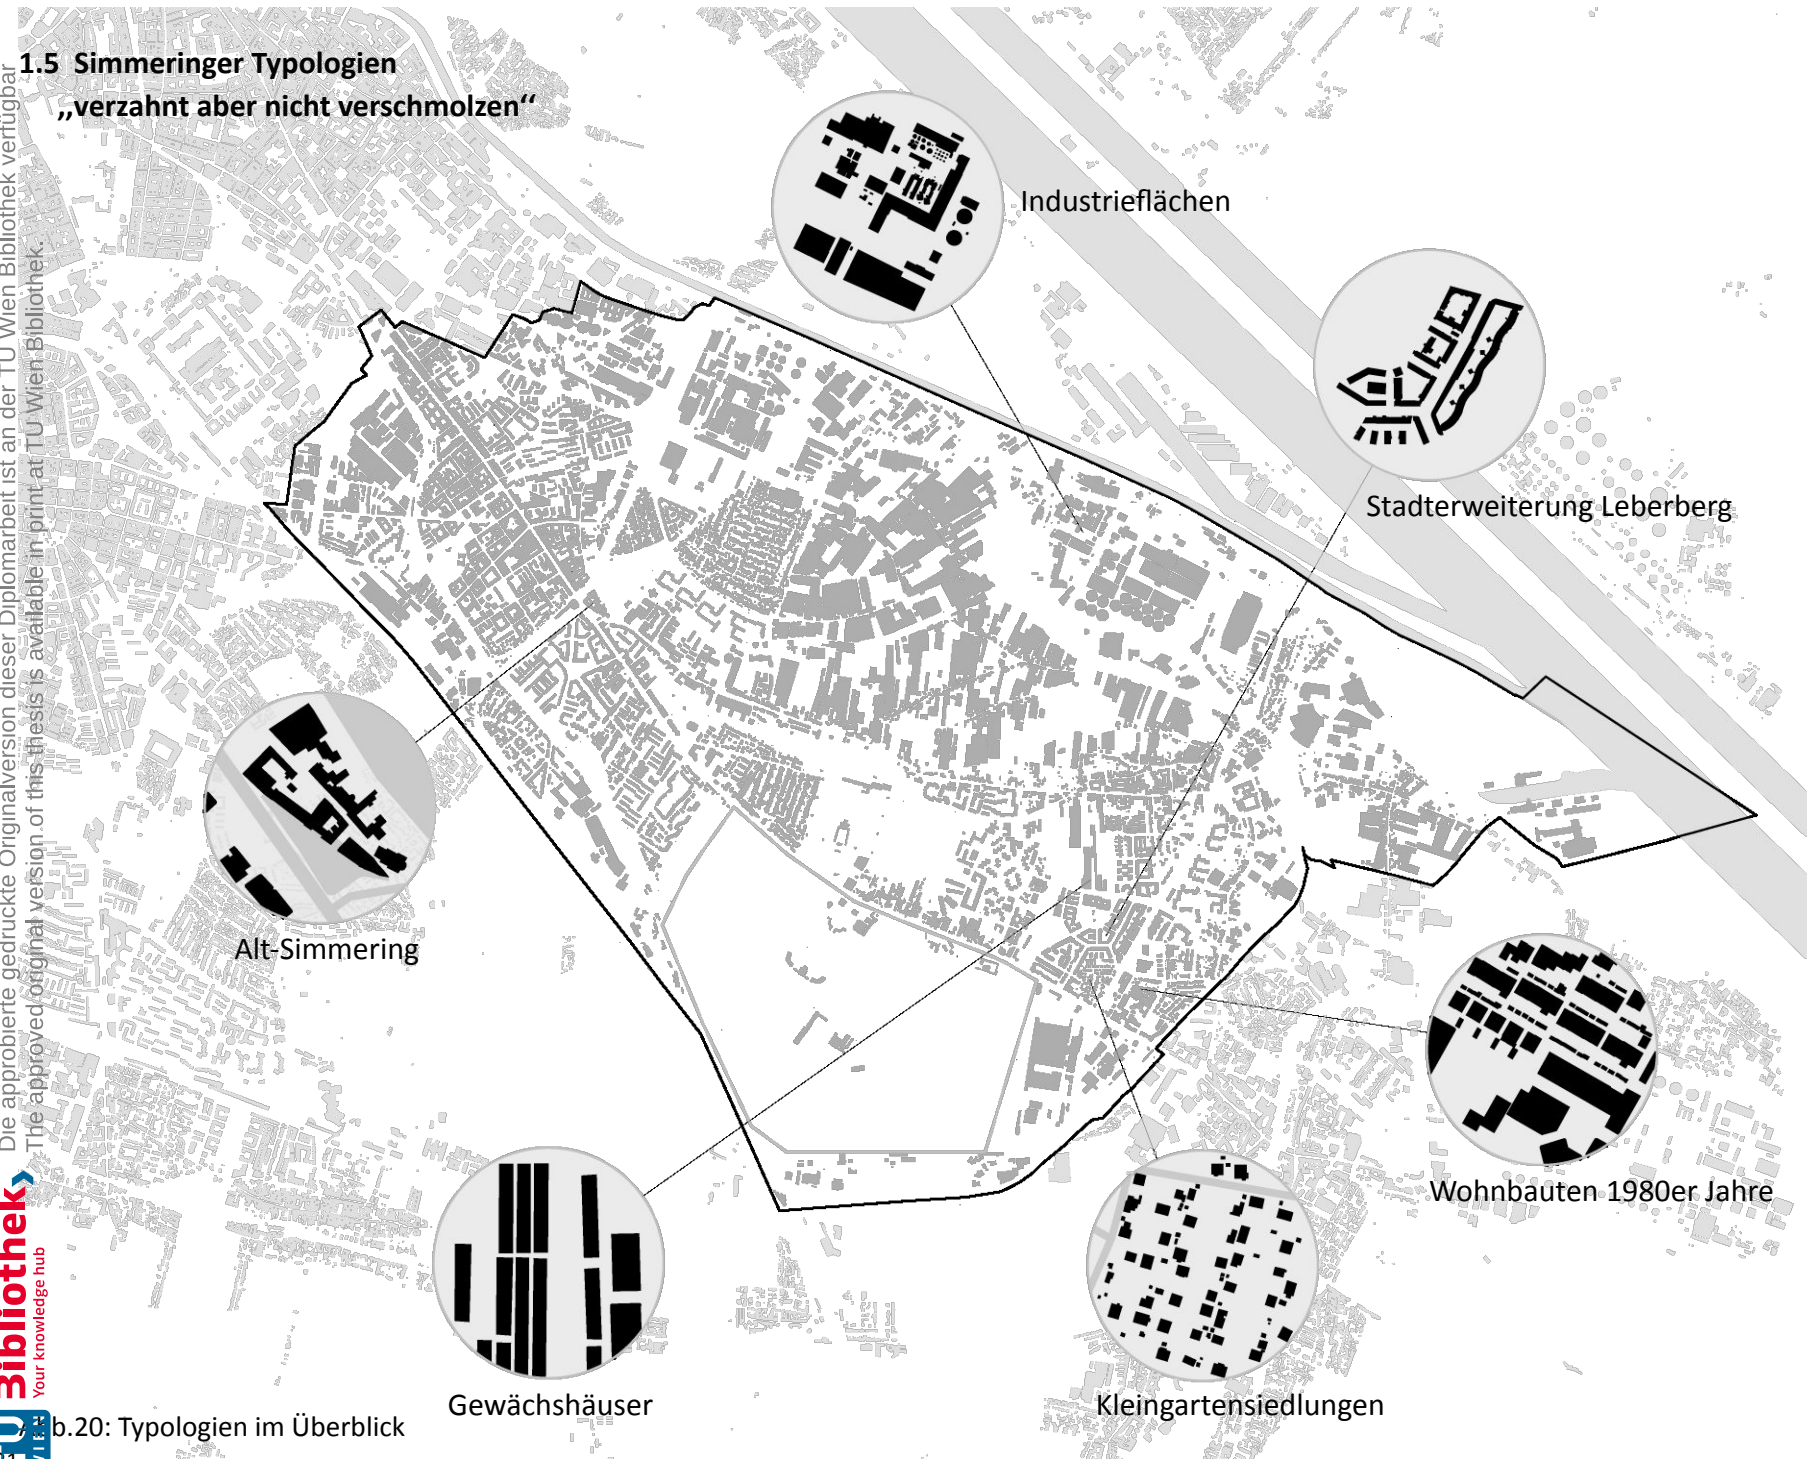 1.5 Simmeringer Typologien
„verzahnt aber nicht verschmolzen“
Industrieflächen
Stadterweiterung Leberberg
Alt-Simmering
Wohnbauten 1980er Jahre
Gewächshäuser
Kleingartensiedlungen
b.20: Typologien im Überblick
Die approbierte gedruckte Originalversion dieser Diplomarbeit ist an der TU Wien Bibliothek verfügbar
The approved original version of this thesis is available in print at TU Wien Bibliothek.
Bibliothek
Your knowledge hub
TU
WIEN